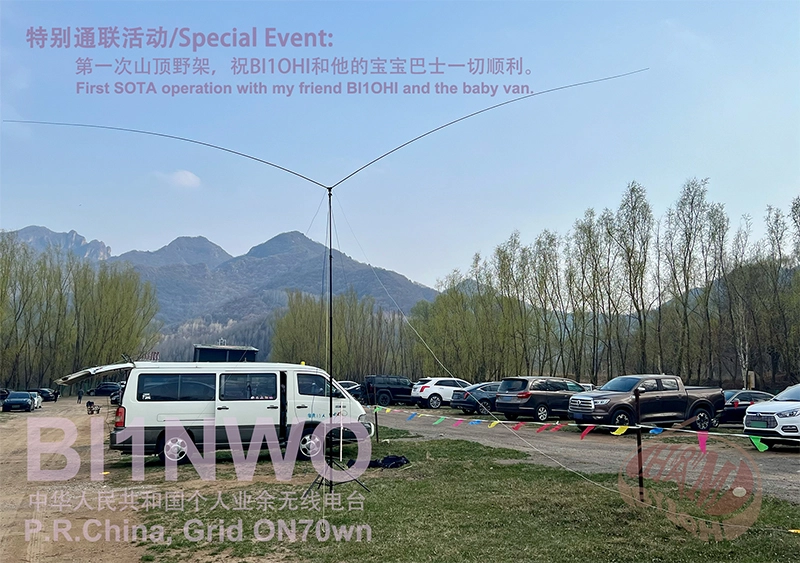 特别通联活动/Special Event:
第一次山顶野架，祝BI1OHI和他的宝宝巴士一切顺利。
First SOTA operation with my friend BI1OHI and the baby van.
BI1NWO
中华人民共和国个人业余无线电台
P.R.China, Grid ON70wn